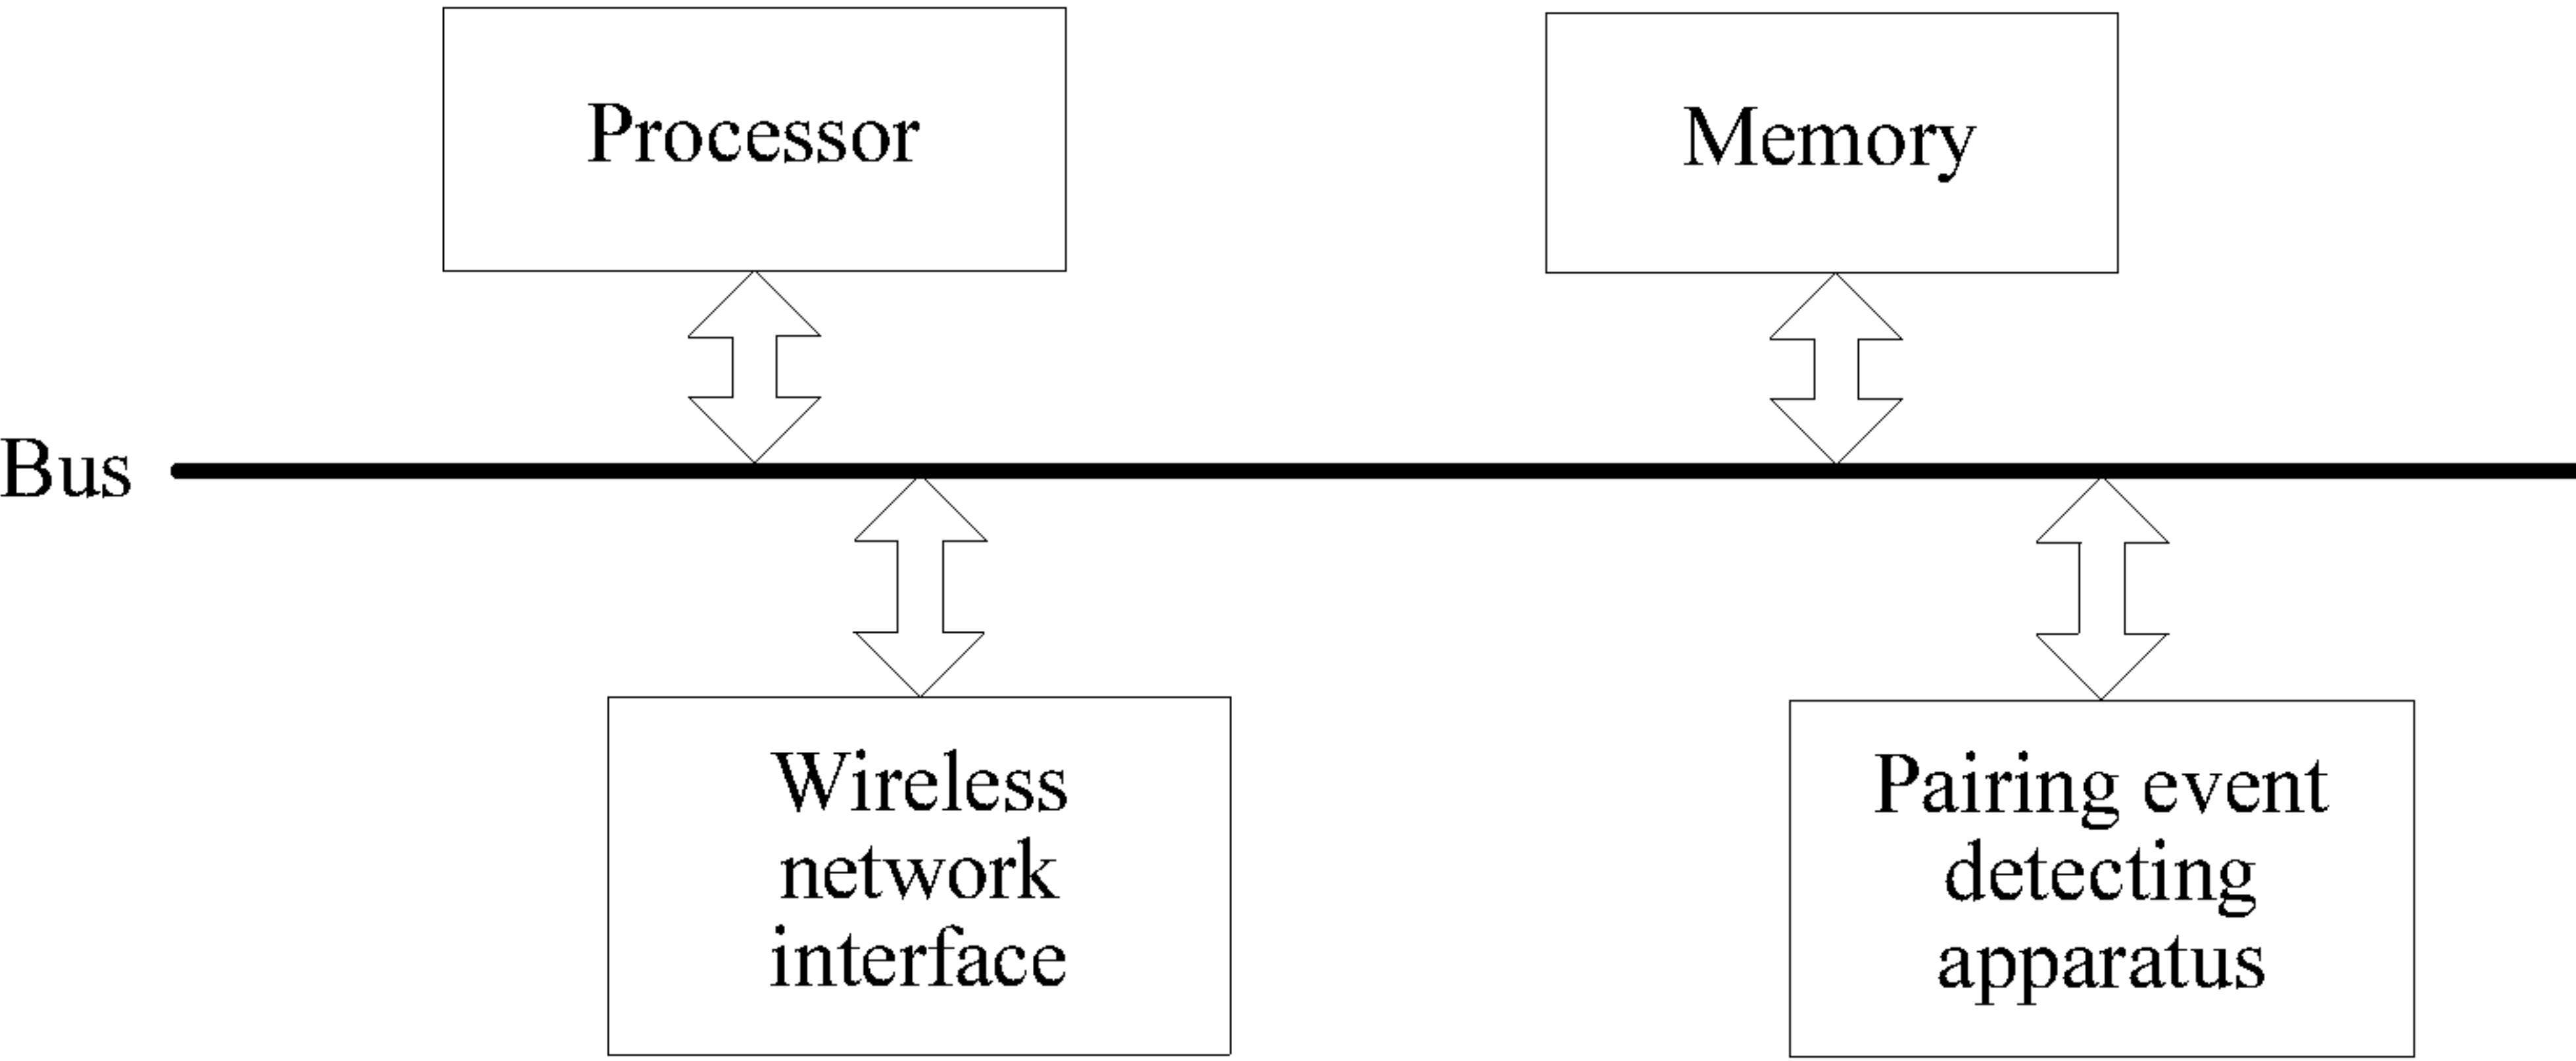 Processor
Memory
Bus
Wireless
network
interface
Pairing event
detecting
apparatus